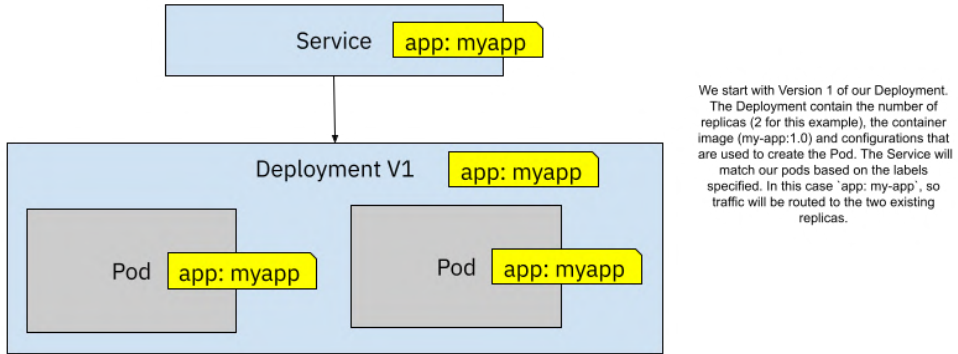 Service
app: myapp
Deployment V1
app: myapp
Pod
app: myapp
Pod
app: myapp
We start with Version 1 of our Deployment.
The Deployment contain the number of
replicas (2 for this example), the container
image (my-app:1.0) and configurations that
are used to create the Pod. The Service will
match our pods based on the labels
specified. In this case `app: my-app`, so
traffic will be routed to the two existing
replicas.